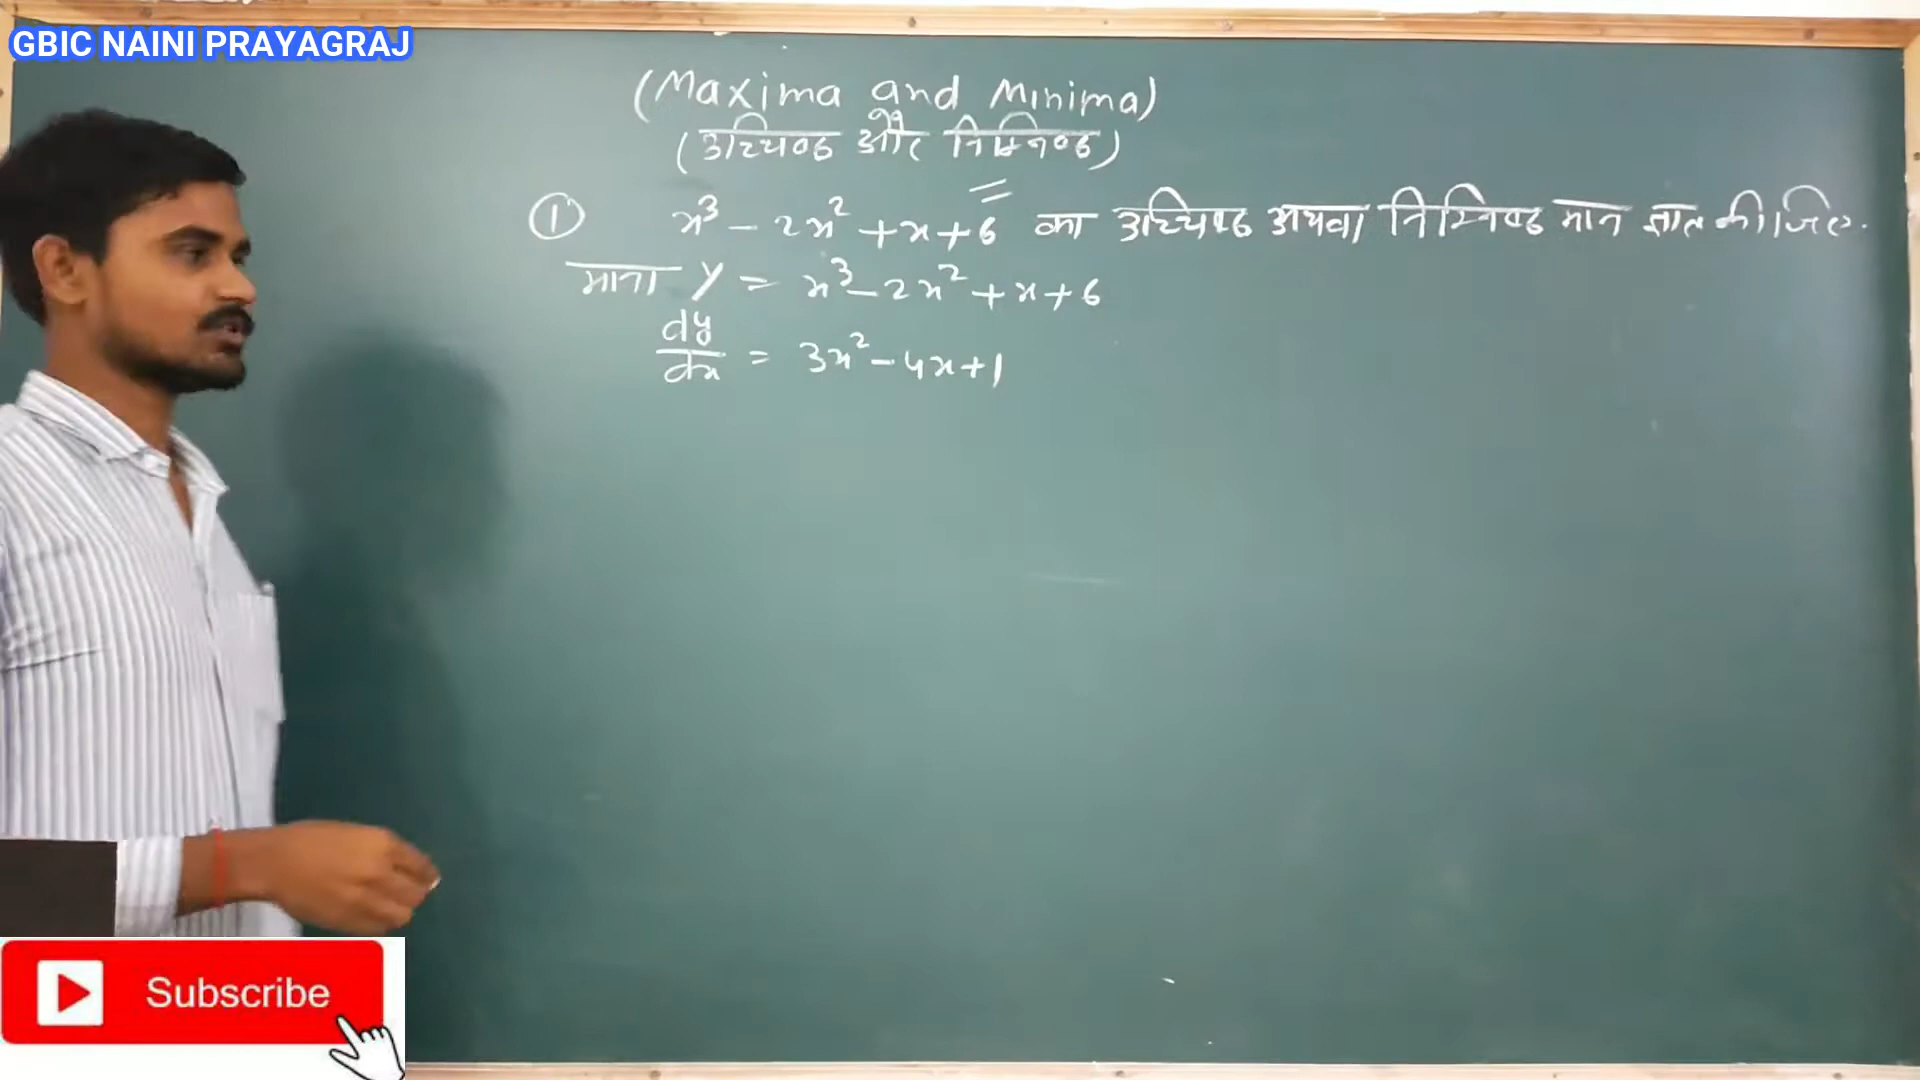 GBIC NAINI PRAYAGRAJ
(Maxima and Minima)
(उच्चिष्ठ और निम्निष्ठ)
① x³ - 2x² + x + 6 का उच्चिष्ठ अथवा निम्निष्ठ मान ज्ञात कीजिए.
माना y = x³ - 2x² + x + 6
dy/dx = 3x² - 4x + 1
Subscribe